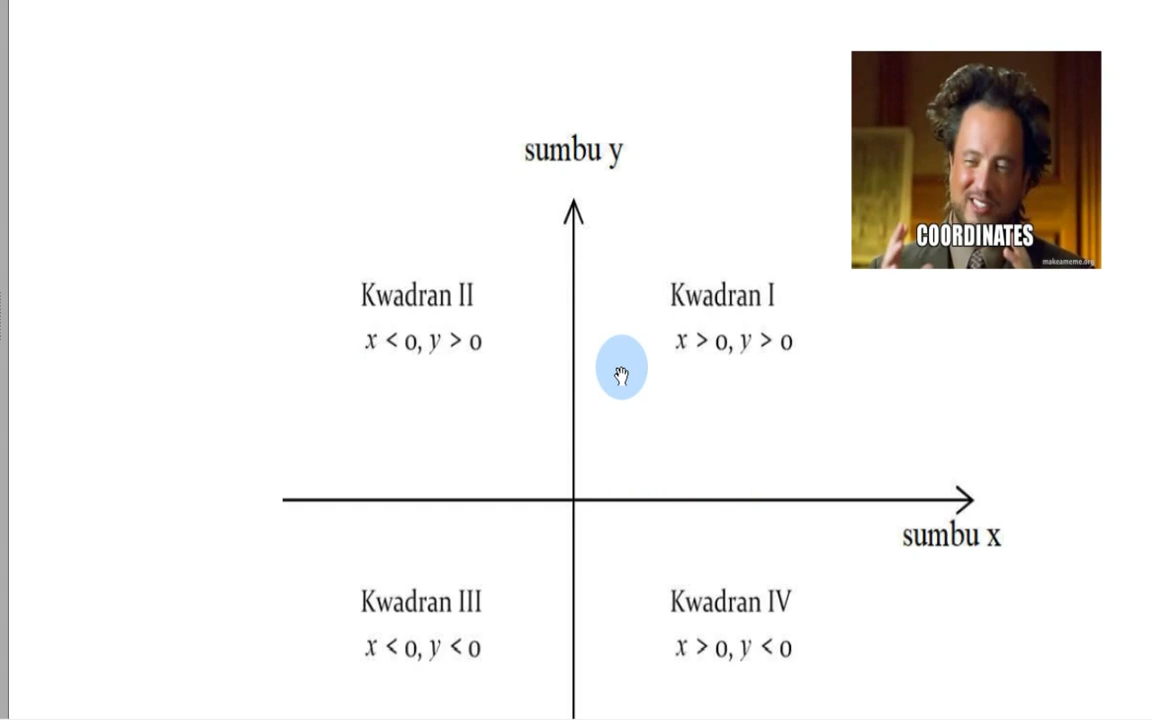 sumbu y
COORDINATES
makeameme.org
Kwadran II
x < 0, y > 0
Kwadran I
x > 0, y > 0
sumbu x
Kwadran III
x < 0, y < 0
Kwadran IV
x > 0, y < 0